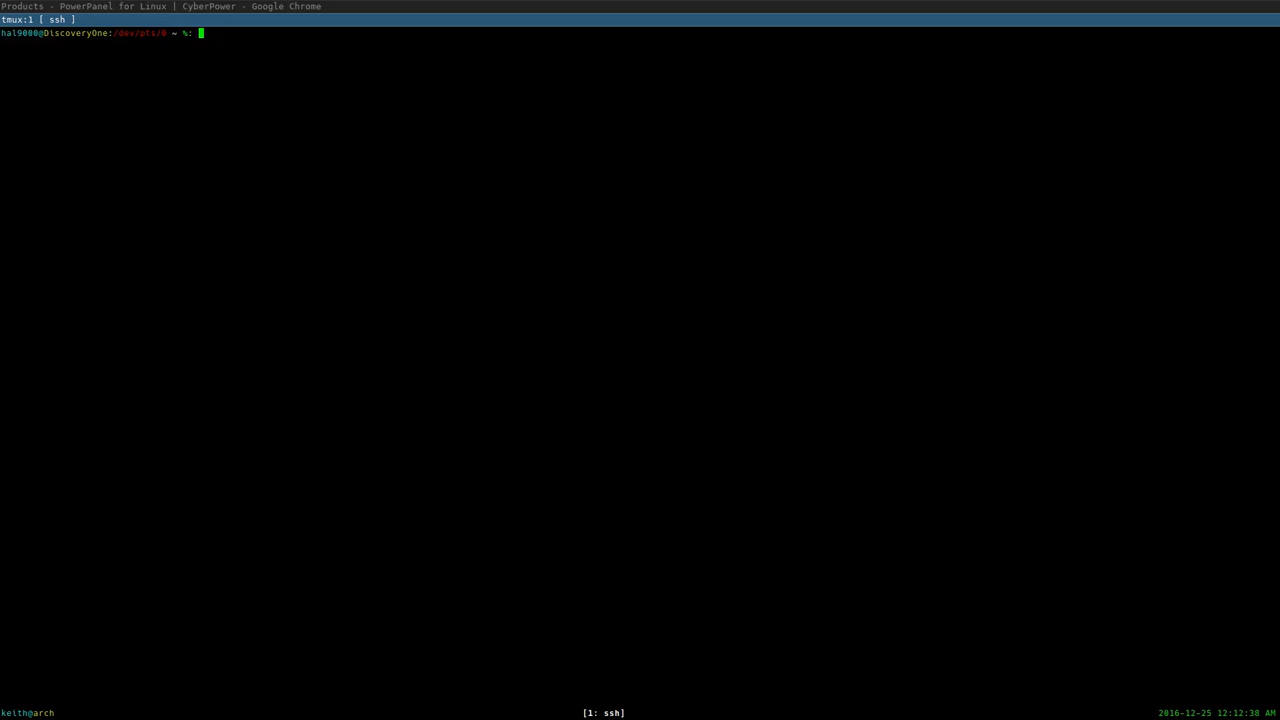 Products - PowerPanel for Linux | CyberPower - Google Chrome
tmux:1 [ ssh ]
hal9000@DiscoveryOne:/dev/pts/0 ~ %:
keith@arch [1: ssh] 2016-12-25 12:12:38 AM